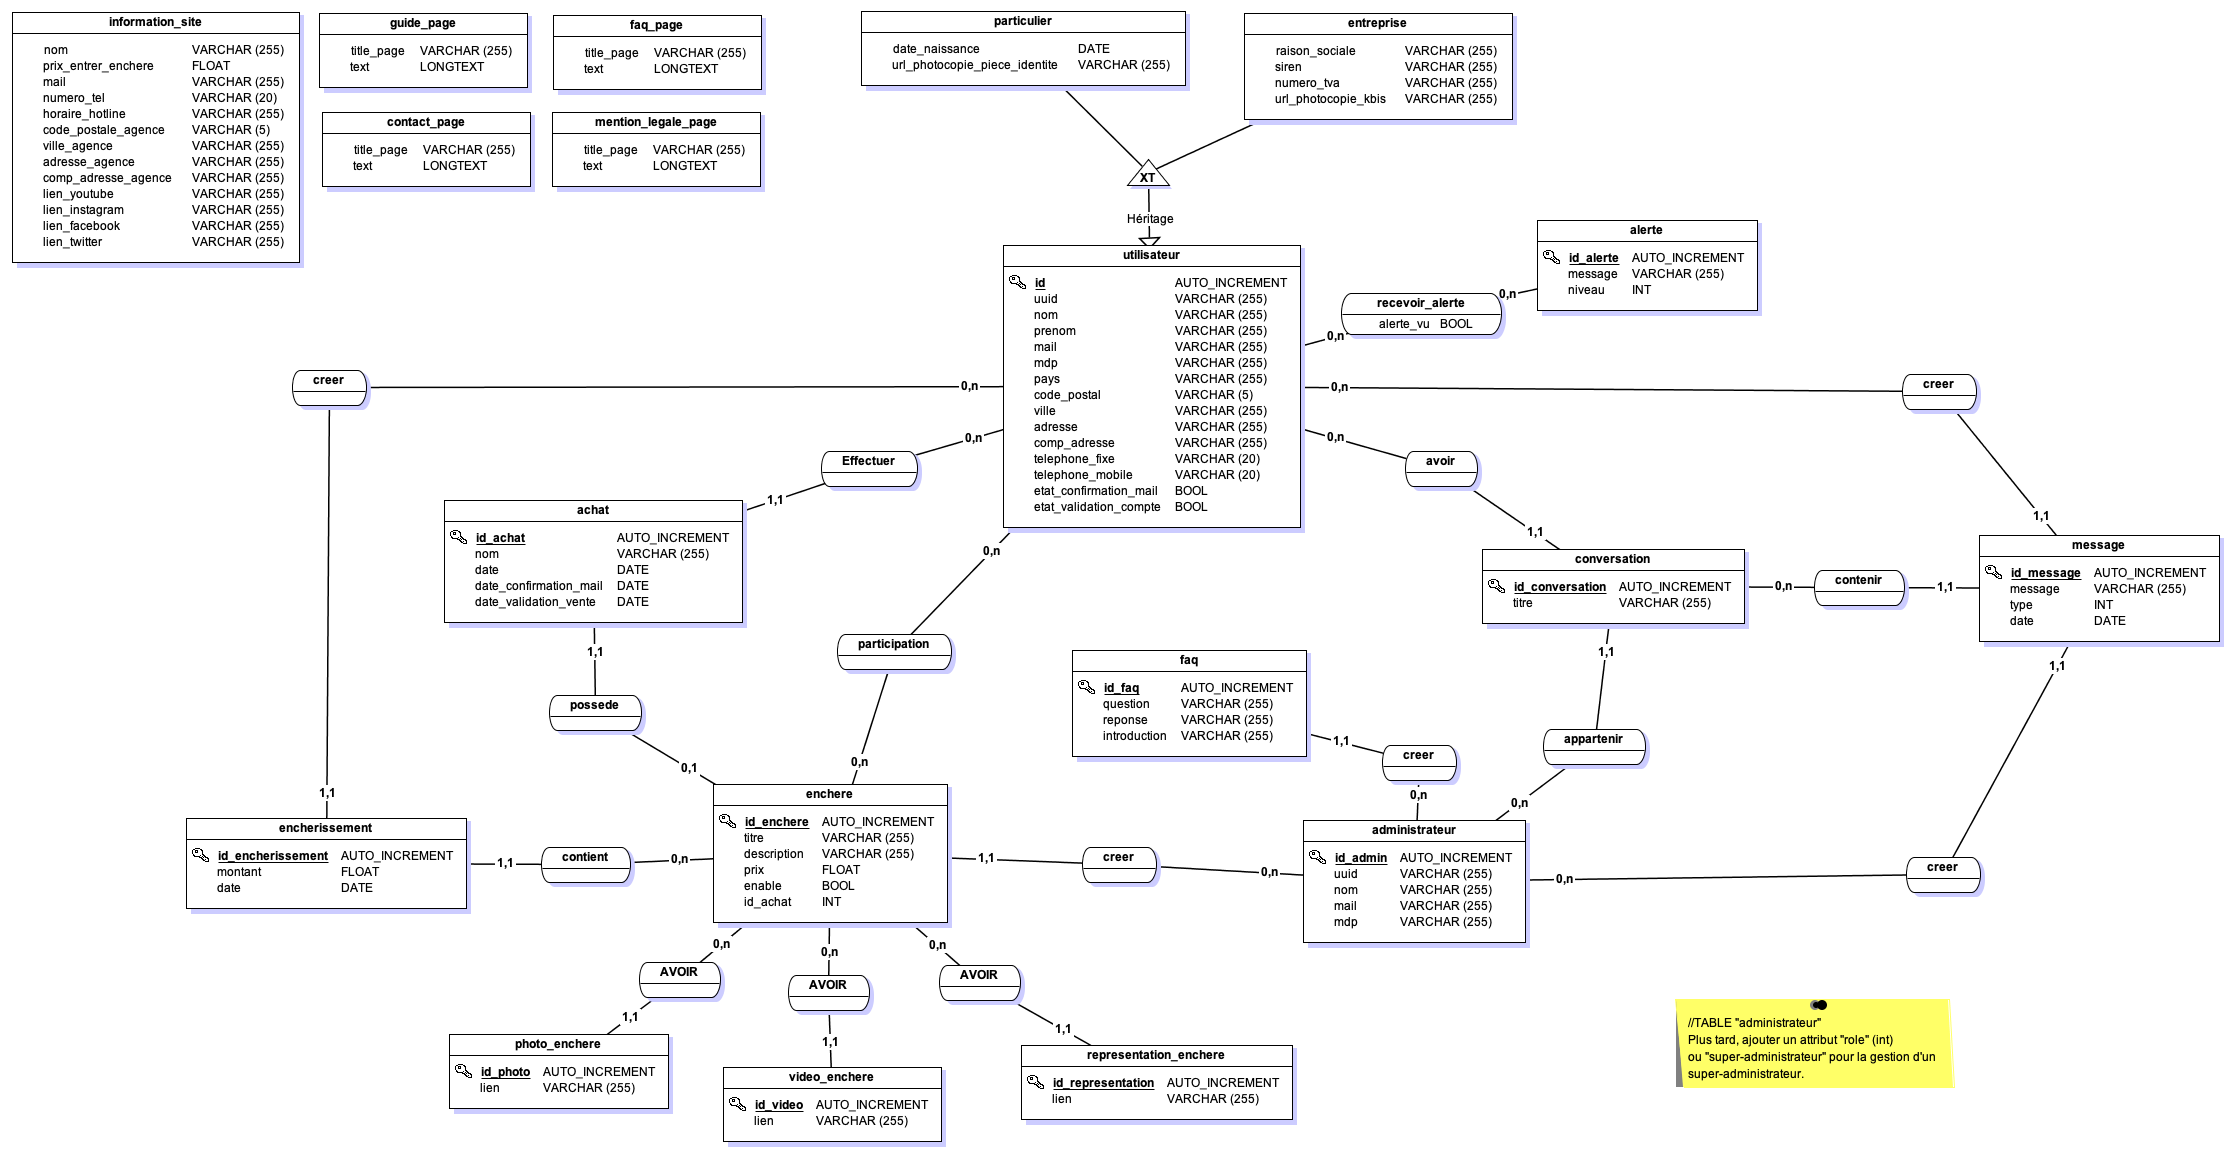 information_site
nom VARCHAR (255)
prix_entrer_enchere FLOAT
mail VARCHAR (255)
numero_tel VARCHAR (20)
horaire_hotline VARCHAR (255)
code_postale_agence VARCHAR (5)
ville_agence VARCHAR (255)
adresse_agence VARCHAR (255)
comp_adresse_agence VARCHAR (255)
lien_youtube VARCHAR (255)
lien_instagram VARCHAR (255)
lien_facebook VARCHAR (255)
lien_twitter VARCHAR (255)
guide_page
title_page VARCHAR (255)
text LONGTEXT
faq_page
title_page VARCHAR (255)
text LONGTEXT
contact_page
title_page VARCHAR (255)
text LONGTEXT
mention_legale_page
title_page VARCHAR (255)
text LONGTEXT
particulier
date_naissance DATE
url_photocopie_piece_identite VARCHAR (255)
entreprise
raison_sociale VARCHAR (255)
siren VARCHAR (255)
numero_tva VARCHAR (255)
url_photocopie_kbis VARCHAR (255)
XT
Héritage
utilisateur
id AUTO_INCREMENT
uuid VARCHAR (255)
nom VARCHAR (255)
prenom VARCHAR (255)
mail VARCHAR (255)
mdp VARCHAR (255)
pays VARCHAR (255)
code_postal VARCHAR (5)
ville VARCHAR (255)
adresse VARCHAR (255)
comp_adresse VARCHAR (255)
telephone_fixe VARCHAR (20)
telephone_mobile VARCHAR (20)
etat_confirmation_mail BOOL
etat_validation_compte BOOL
alerte
id_alerte AUTO_INCREMENT
message VARCHAR (255)
niveau INT
0,n
recevoir_alerte
alerte_vu BOOL
0,n
creer
0,n
0,n
creer
0,n
Effectuer
1,1
0,n
avoir
1,1
1,1
achat
id_achat AUTO_INCREMENT
nom VARCHAR (255)
date DATE
date_confirmation_mail DATE
date_validation_vente DATE
0,n
conversation
id_conversation AUTO_INCREMENT
titre VARCHAR (255)
0,n
contenir
1,1
message
id_message AUTO_INCREMENT
message VARCHAR (255)
type INT
date DATE
1,1
participation
1,1
1,1
possede
faq
id_faq AUTO_INCREMENT
question VARCHAR (255)
reponse VARCHAR (255)
introduction VARCHAR (255)
1,1
creer
appartenir
0,1
0,n
1,1
0,n
0,n
encherissement
id_encherissement AUTO_INCREMENT
montant FLOAT
date DATE
1,1
contient
0,n
enchere
id_enchere AUTO_INCREMENT
titre VARCHAR (255)
description VARCHAR (255)
prix FLOAT
enable BOOL
id_achat INT
1,1
creer
0,n
administrateur
id_admin AUTO_INCREMENT
uuid VARCHAR (255)
nom VARCHAR (255)
mail VARCHAR (255)
mdp VARCHAR (255)
0,n
creer
0,n
0,n
0,n
AVOIR
AVOIR
AVOIR
1,1
1,1
1,1
photo_enchere
id_photo AUTO_INCREMENT
lien VARCHAR (255)
video_enchere
id_video AUTO_INCREMENT
lien VARCHAR (255)
representation_enchere
id_representation AUTO_INCREMENT
lien VARCHAR (255)
//TABLE "administrateur"
Plus tard, ajouter un attribut "role" (int)
ou "super-administrateur" pour la gestion d'un
super-administrateur.